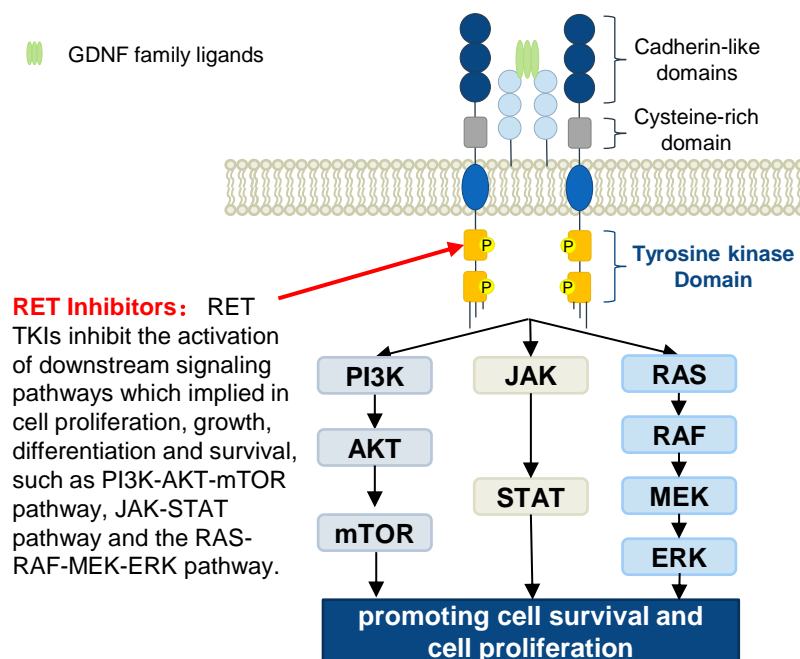 GDNF family ligands
Cadherin-like
domains
Cysteine-rich
domain
P
P
P
P
Tyrosine kinase
Domain
RET Inhibitors： RET
TKIs inhibit the activation
of downstream signaling
pathways which implied in
cell proliferation, growth,
differentiation and survival,
such as PI3K-AKT-mTOR
pathway, JAK-STAT
pathway and the RAS-
RAF-MEK-ERK pathway.
PI3K
AKT
mTOR
JAK
STAT
RAS
RAF
MEK
ERK
promoting cell survival and
cell proliferation